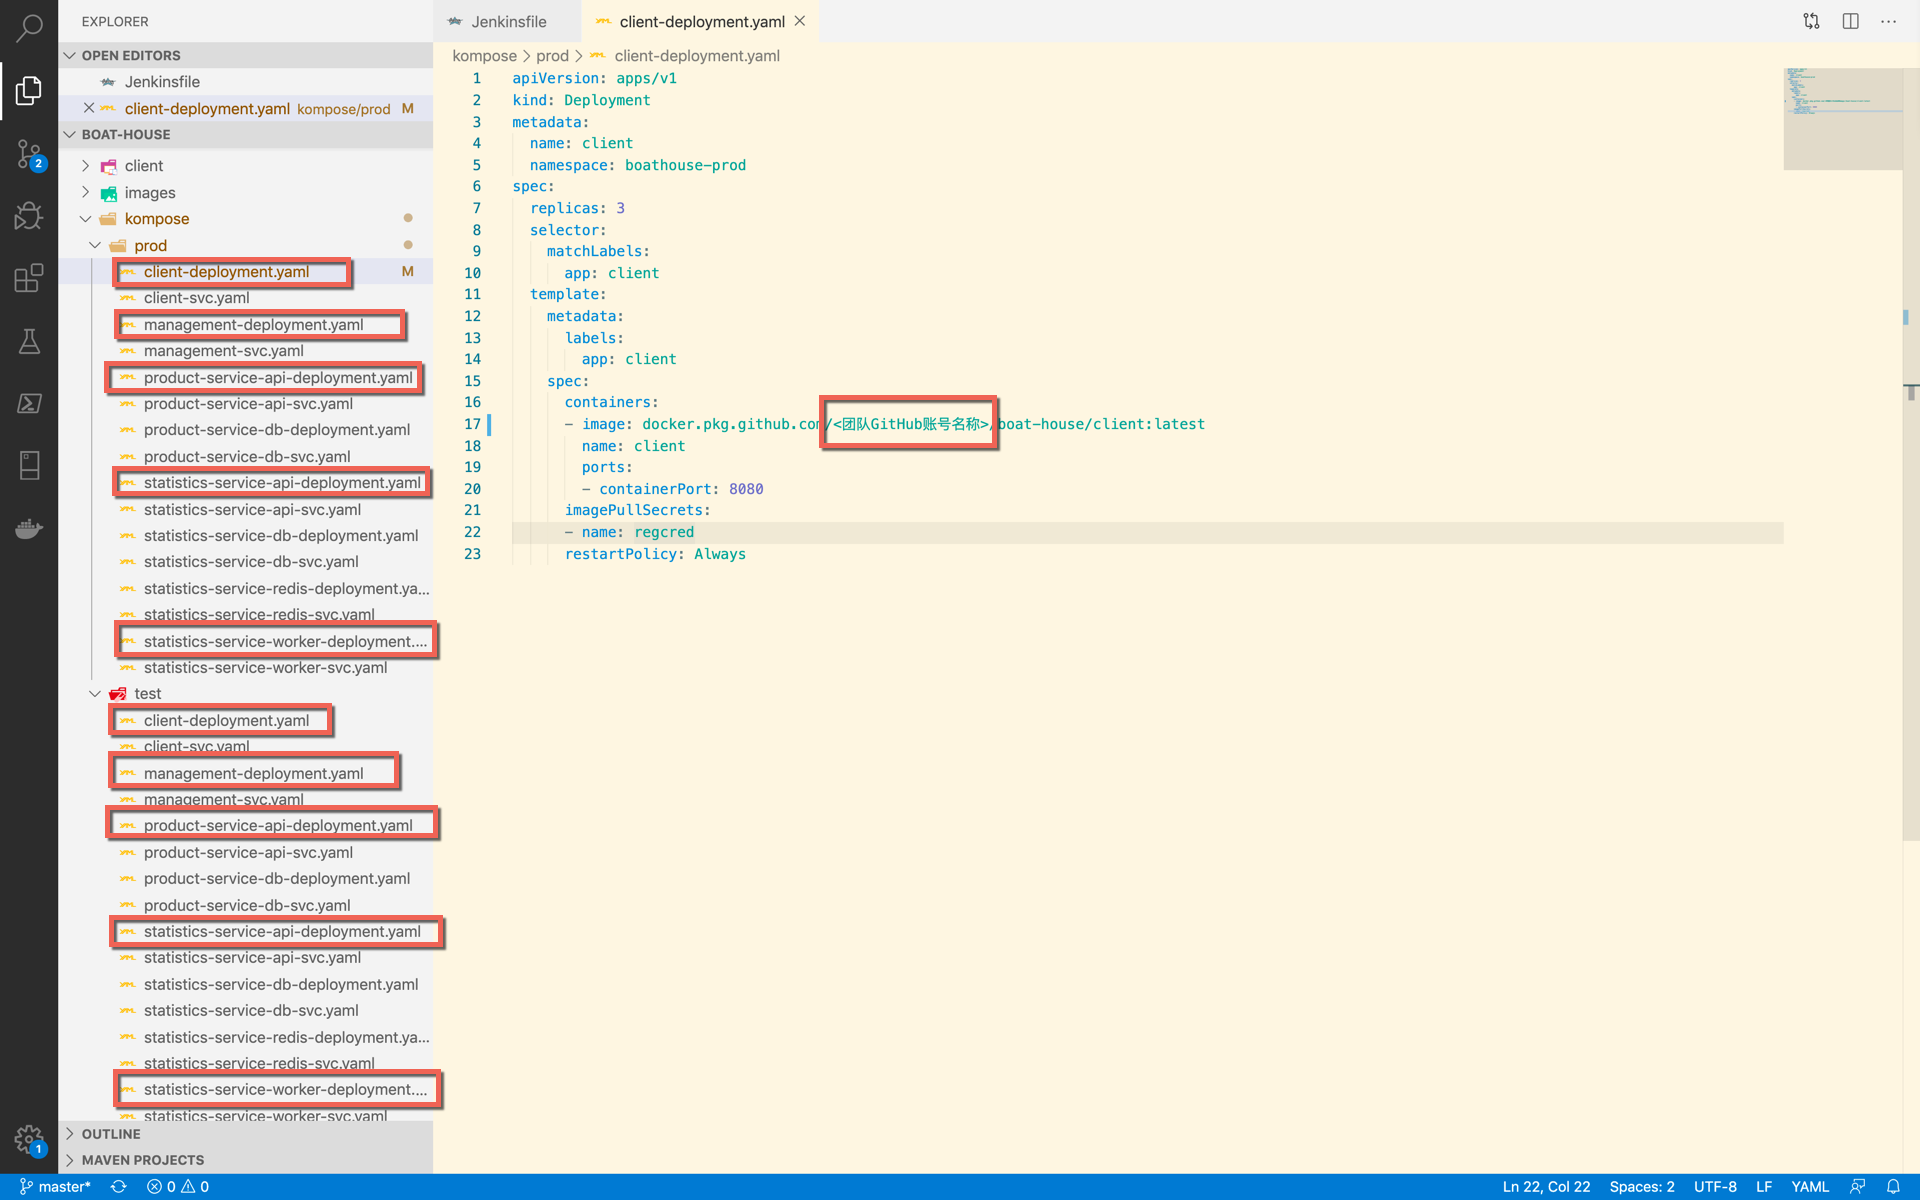 EXPLORER
OPEN EDITORS
Jenkinsfile
client-deployment.yaml kompose/prod M
BOAT-HOUSE
client
images
kompose
prod
client-deployment.yaml M
client-svc.yaml
management-deployment.yaml
management-svc.yaml
product-service-api-deployment.yaml
product-service-api-svc.yaml
product-service-db-deployment.yaml
product-service-db-svc.yaml
statistics-service-api-deployment.yaml
statistics-service-api-svc.yaml
statistics-service-db-deployment.yaml
statistics-service-db-svc.yaml
statistics-service-redis-deployment.ya...
statistics-service-redis-svc.yaml
statistics-service-worker-deployment....
statistics-service-worker-svc.yaml
test
client-deployment.yaml
client-svc.yaml
management-deployment.yaml
management-svc.yaml
product-service-api-deployment.yaml
product-service-api-svc.yaml
product-service-db-deployment.yaml
product-service-db-svc.yaml
statistics-service-api-deployment.yaml
statistics-service-api-svc.yaml
statistics-service-db-deployment.yaml
statistics-service-db-svc.yaml
statistics-service-redis-deployment.ya...
statistics-service-redis-svc.yaml
statistics-service-worker-deployment....
statistics-service-worker-svc.yaml
OUTLINE
MAVEN PROJECTS
2
1
Jenkinsfile
client-deployment.yaml
kompose > prod > client-deployment.yaml
1 apiVersion: apps/v1
2 kind: Deployment
3 metadata:
4 name: client
5 namespace: boathouse-prod
6 spec:
7 replicas: 3
8 selector:
9 matchLabels:
10 app: client
11 template:
12 metadata:
13 labels:
14 app: client
15 spec:
16 containers:
17 - image: docker.pkg.github.com/<团队GitHub账号名称>/boat-house/client:latest
18 name: client
19 ports:
20 - containerPort: 8080
21 imagePullSecrets:
22 - name: regcred
23 restartPolicy: Always
master* 0 0
Ln 22, Col 22 Spaces: 2 UTF-8 LF YAML